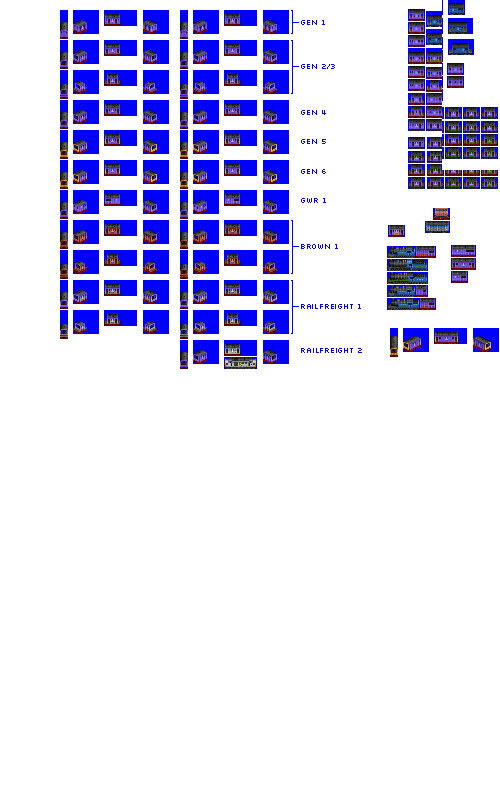 GEN 1
GEN 2/3
GEN 4
GEN 5
GEN 6
GWR 1
BROWN 1
RAILFREIGHT 1
RAILFREIGHT 2